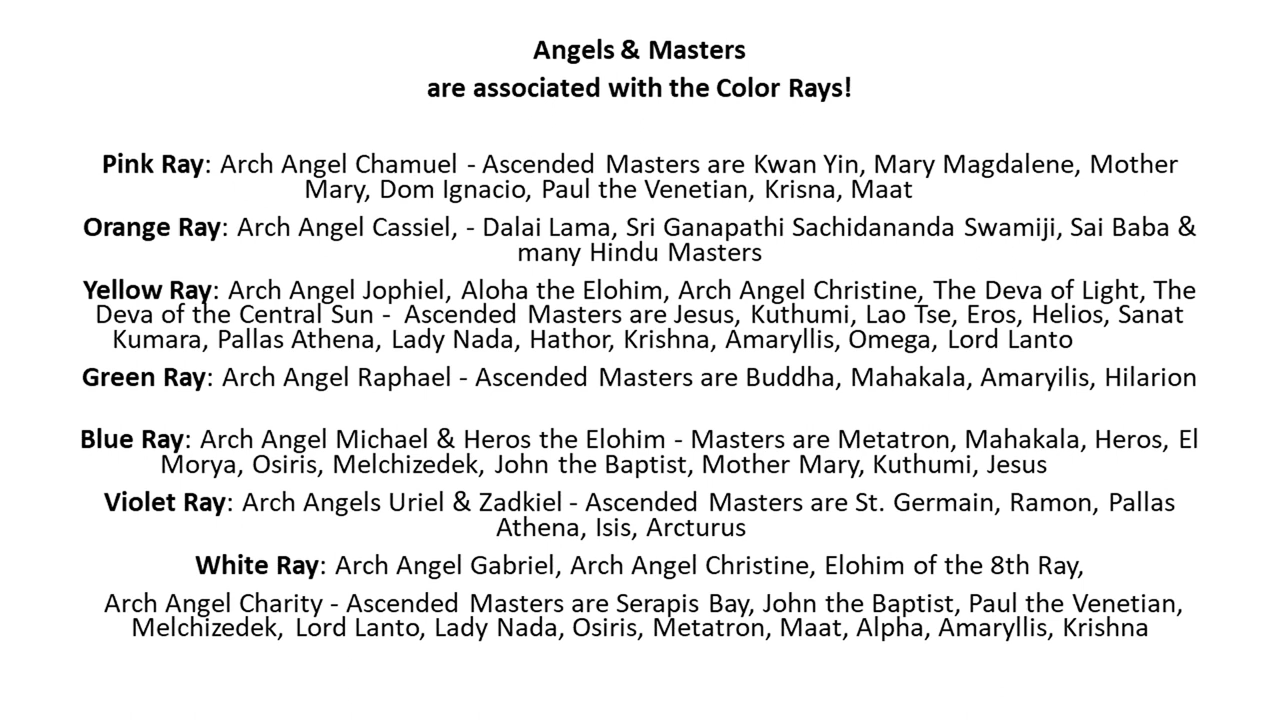 Angels & Masters
are associated with the Color Rays!
Pink Ray: Arch Angel Chamuel - Ascended Masters are Kwan Yin, Mary Magdalene, Mother
Mary, Dom Ignacio, Paul the Venetian, Krisna, Maat
Orange Ray: Arch Angel Cassiel, - Dalai Lama, Sri Ganapathi Sachidananda Swamiji, Sai Baba &
many Hindu Masters
Yellow Ray: Arch Angel Jophiel, Aloha the Elohim, Arch Angel Christine, The Deva of Light, The
Deva of the Central Sun - Ascended Masters are Jesus, Kuthumi, Lao Tse, Eros, Helios, Sanat
Kumara, Pallas Athena, Lady Nada, Hathor, Krishna, Amaryllis, Omega, Lord Lanto
Green Ray: Arch Angel Raphael - Ascended Masters are Buddha, Mahakala, Amaryilis, Hilarion
Blue Ray: Arch Angel Michael & Heros the Elohim - Masters are Metatron, Mahakala, Heros, El
Morya, Osiris, Melchizedek, John the Baptist, Mother Mary, Kuthumi, Jesus
Violet Ray: Arch Angels Uriel & Zadkiel - Ascended Masters are St. Germain, Ramon, Pallas
Athena, Isis, Arcturus
White Ray: Arch Angel Gabriel, Arch Angel Christine, Elohim of the 8th Ray,
Arch Angel Charity - Ascended Masters are Serapis Bay, John the Baptist, Paul the Venetian,
Melchizedek, Lord Lanto, Lady Nada, Osiris, Metatron, Maat, Alpha, Amaryllis, Krishna